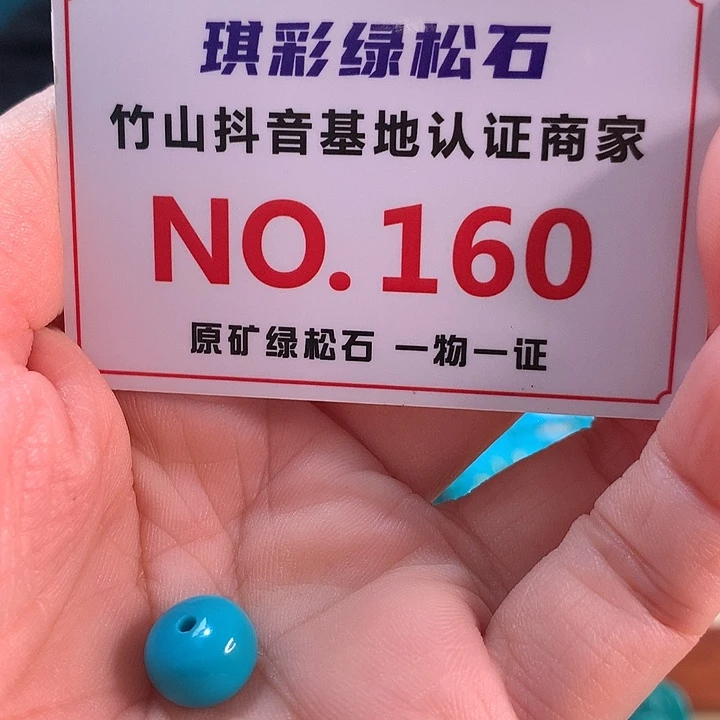 琪彩绿松石
竹山抖音基地认证商家
NO.160
原矿绿松石 一物一证